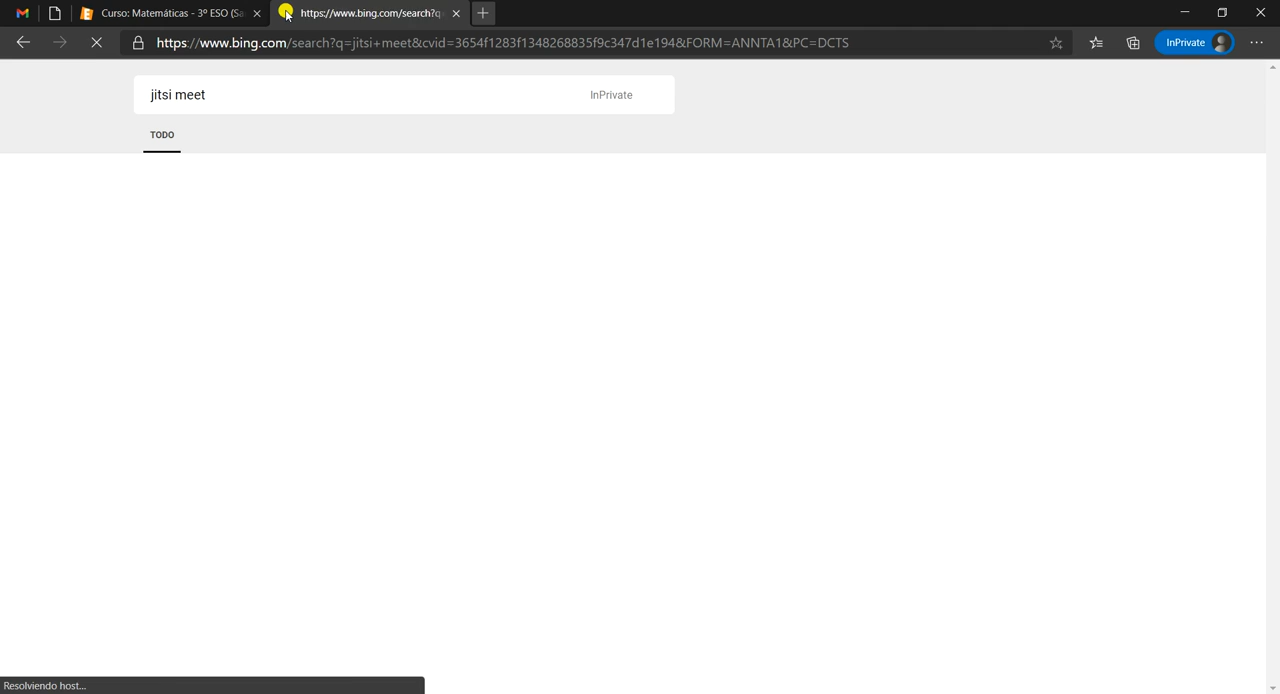 Curso: Matemáticas - 3º ESO (Sa
https://www.bing.com/search?q=
https://www.bing.com/search?q=jitsi+meet&cvid=3654f1283f1348268835f9c347d1e194&FORM=ANNTA1&PC=DCTS
InPrivate
jitsi meet
InPrivate
TODO
Resolviendo host...